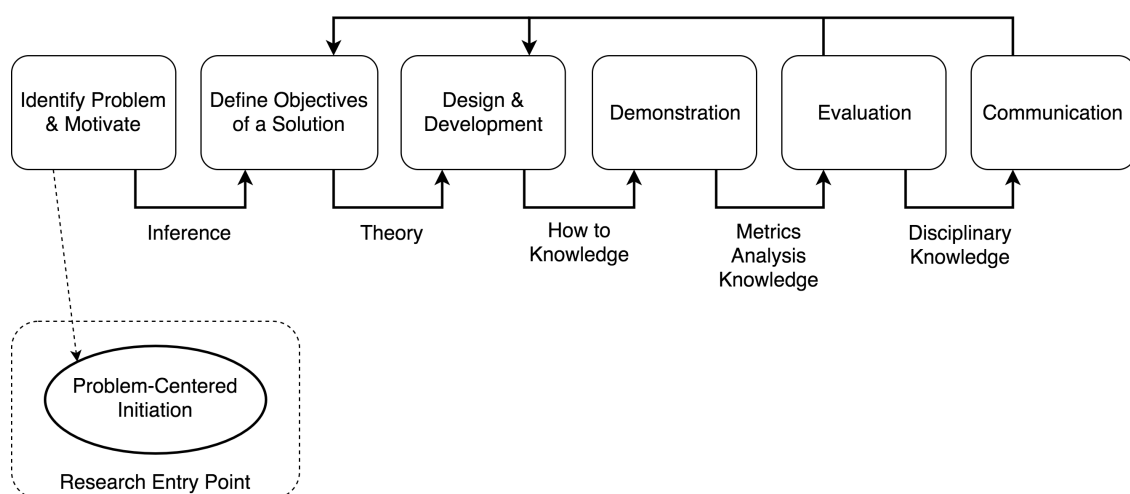 Identify Problem
& Motivate
Define Objectives
of a Solution
Design &
Development
Demonstration
Evaluation
Communication
Inference
Theory
How to
Knowledge
Metrics
Analysis
Knowledge
Disciplinary
Knowledge
Problem-Centered
Initiation
Research Entry Point